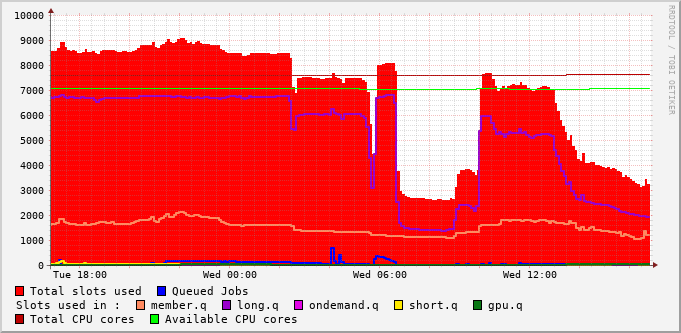 10000
9000
8000
7000
6000
5000
4000
3000
2000
1000
0
Tue 18:00 Wed 00:00 Wed 06:00 Wed 12:00
Total slots used Queued Jobs
Slots used in : member.q long.q ondemand.q short.q gpu.q
Total CPU cores Available CPU cores
RRDTOOL / TOBI OETIKER